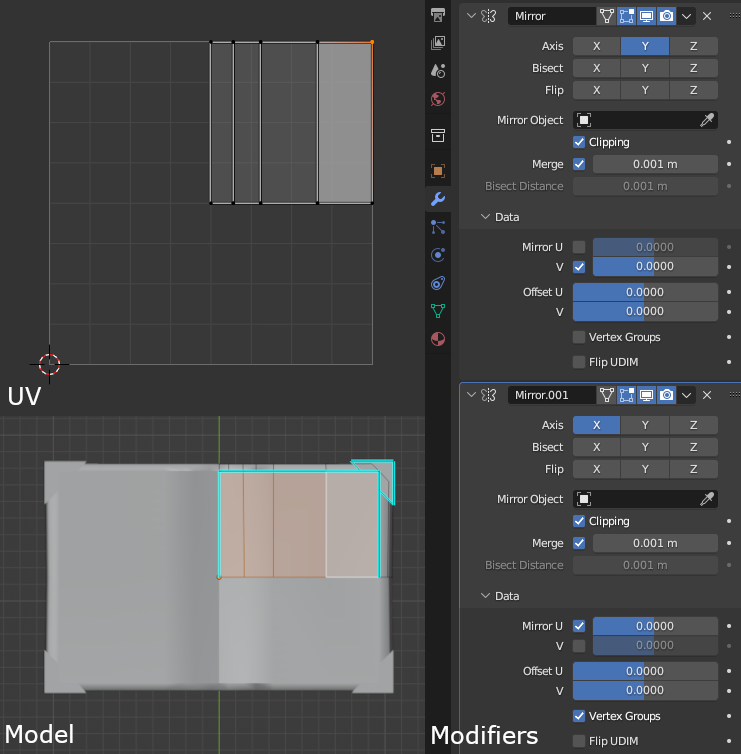 UV
Model
Mirror
Axis X Y Z
Bisect X Y Z
Flip X Y Z
Mirror Object
Clipping
Merge 0.001 m
Bisect Distance 0.001 m
Data
Mirror U 0.0000
V 0.0000
Offset U 0.0000
V 0.0000
Vertex Groups
Flip UDIM
Mirror.001
Axis X Y Z
Bisect X Y Z
Flip X Y Z
Mirror Object
Clipping
Merge 0.001 m
Bisect Distance 0.001 m
Data
Mirror U 0.0000
V 0.0000
Offset U 0.0000
V 0.0000
Vertex Groups
Flip UDIM
Modifiers